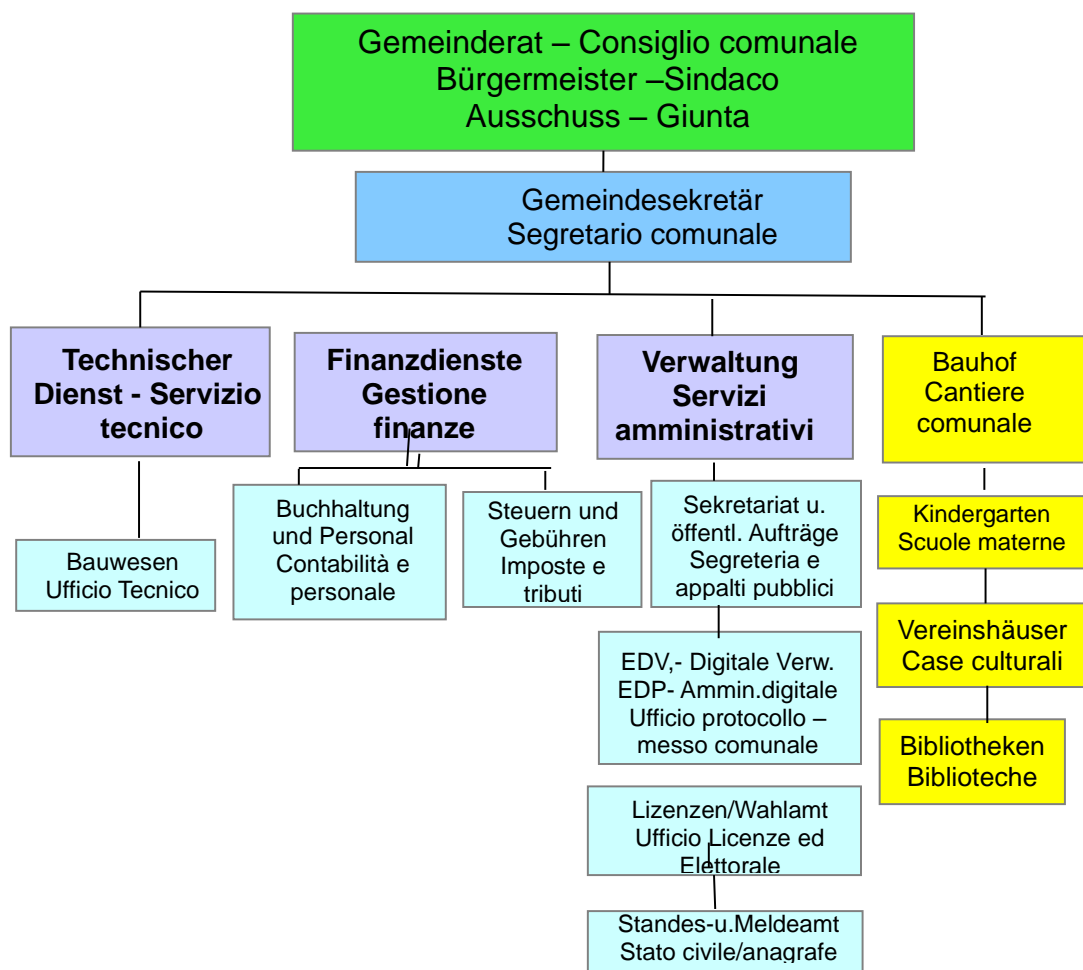 Gemeinderat – Consiglio comunale
Bürgermeister –Sindaco
Ausschuss – Giunta
Gemeindesekretär
Segretario comunale
Technischer
Dienst - Servizio
tecnico
Finanzdienste
Gestione
finanze
Verwaltung
Servizi
amministrativi
Bauhof
Cantiere
comunale
Bauwesen
Ufficio Tecnico
Buchhaltung
und Personal
Contabilità e
personale
Steuern und
Gebühren
Imposte e
tributi
Sekretariat u.
öffentl. Aufträge
Segreteria e
appalti pubblici
EDV,- Digitale Verw.
EDP- Ammin.digitale
Ufficio protocollo –
messo comunale
Lizenzen/Wahlamt
Ufficio Licenze ed
Elettorale
Standes-u.Meldeamt
Stato civile/anagrafe
Kindergarten
Scuole materne
Vereinshäuser
Case culturali
Bibliotheken
Biblioteche